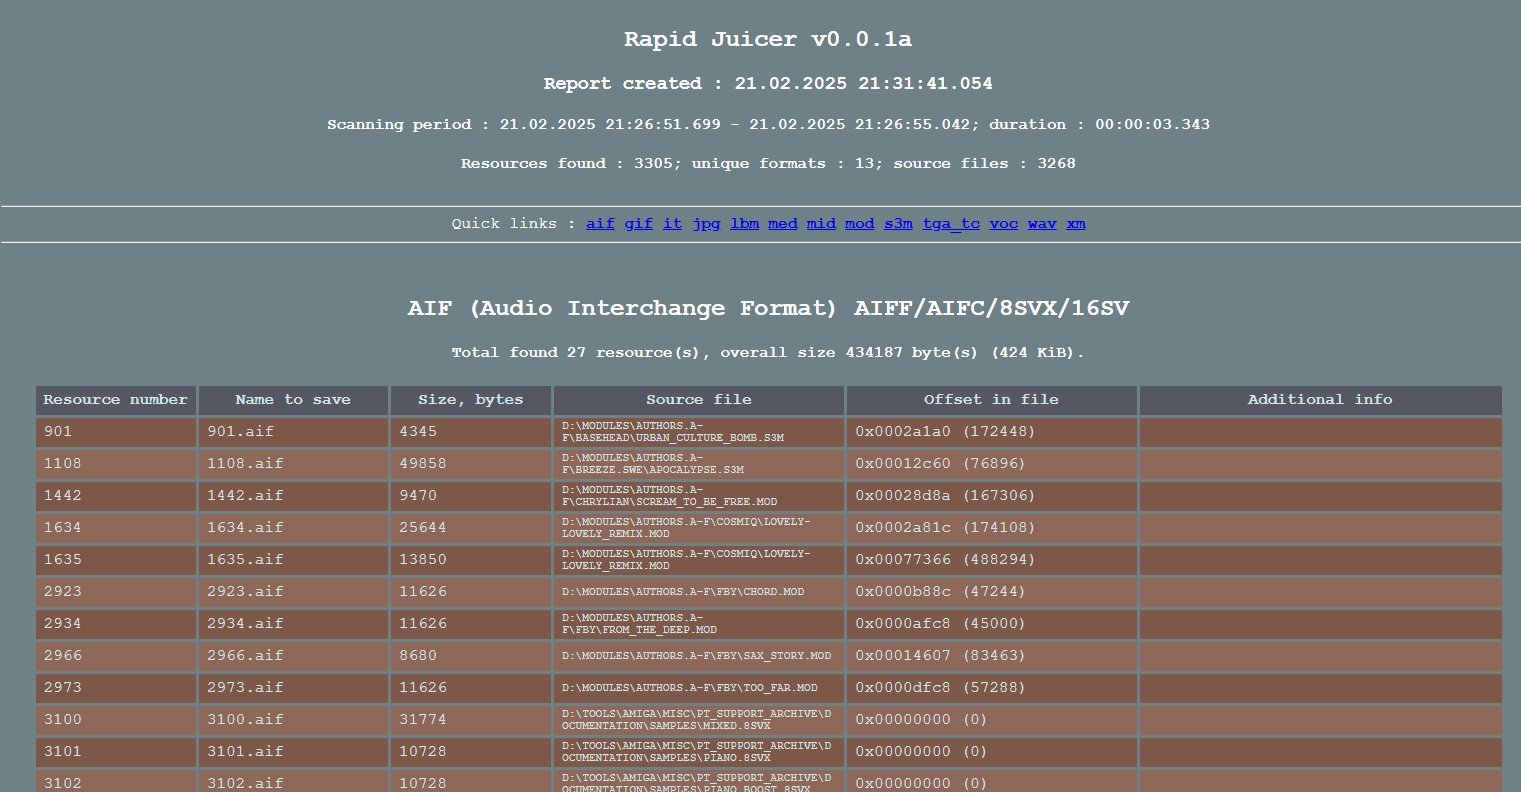 Rapid Juicer v0.0.1a
Report created : 21.02.2025 21:31:41.054
Scanning period : 21.02.2025 21:26:51.699 - 21.02.2025 21:26:55.042; duration : 00:00:03.343
Resources found : 3305; unique formats : 13; source files : 3268
Quick links : aif gif it jpg lbm med mid mod s3m tga_tc voc wav xm
AIF (Audio Interchange Format) AIFF/AIFC/8SVX/16SV
Total found 27 resource(s), overall size 434187 byte(s) (424 KiB).
Resource number Name to save Size, bytes Source file Offset in file Additional info
901 901.aif 4345 D:\MODULES\AUTHORS.A-
F\BASEHEAD\URBAN_CULTURE_BOMB.S3M 0x0002a1a0 (172448)
1108 1108.aif 49858 D:\MODULES\AUTHORS.A-
F\BREEZE.SWE\APOCALYPSE.S3M 0x00012c60 (76896)
1442 1442.aif 9470 D:\MODULES\AUTHORS.A-
F\CHRYLIAN\SCREAM_TO_BE_FREE.MOD 0x00028d8a (167306)
1634 1634.aif 25644 D:\MODULES\AUTHORS.A-F\COSMIQ\LOVELY-
LOVELY_REMIX.MOD 0x0002a81c (174108)
1635 1635.aif 13850 D:\MODULES\AUTHORS.A-F\COSMIQ\LOVELY-
LOVELY_REMIX.MOD 0x00077366 (488294)
2923 2923.aif 11626 D:\MODULES\AUTHORS.A-F\FBY\CHORD.MOD 0x0000b88c (47244)
2934 2934.aif 11626 D:\MODULES\AUTHORS.A-
F\FBY\FROM_THE_DEEP.MOD 0x0000afc8 (45000)
2966 2966.aif 8680 D:\MODULES\AUTHORS.A-F\FBY\SAX_STORY.MOD 0x00014607 (83463)
2973 2973.aif 11626 D:\MODULES\AUTHORS.A-F\FBY\TOO_FAR.MOD 0x0000dfc8 (57288)
3100 3100.aif 31774 D:\TOOLS\AMIGA\MISC\PT_SUPPORT_ARCHIVE\D
OCUMENTATION\SAMPLES\MIXED.8SVX 0x00000000 (0)
3101 3101.aif 10728 D:\TOOLS\AMIGA\MISC\PT_SUPPORT_ARCHIVE\D
OCUMENTATION\SAMPLES\PIANO.8SVX 0x00000000 (0)
3102 3102.aif 10728 D:\TOOLS\AMIGA\MISC\PT_SUPPORT_ARCHIVE\D
OCUMENTATION\SAMPLES\PIANO_BOOST.8SVX 0x00000000 (0)